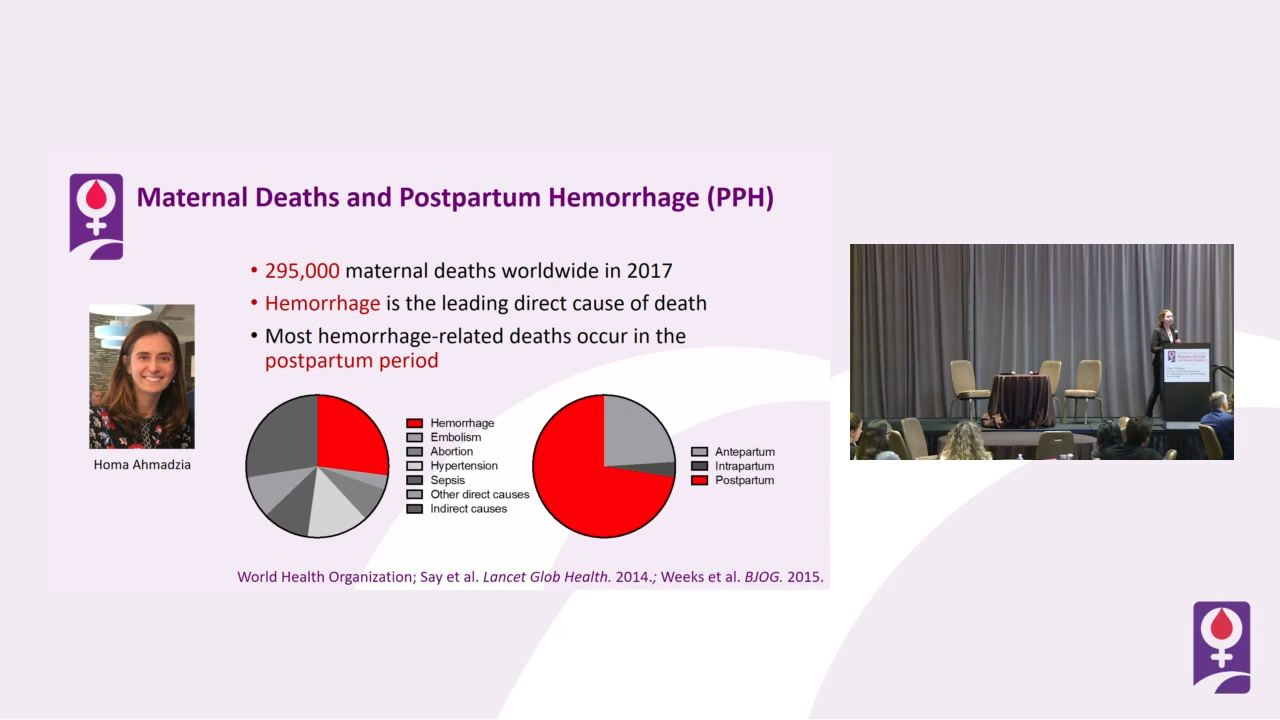 Maternal Deaths and Postpartum Hemorrhage (PPH)
• 295,000 maternal deaths worldwide in 2017
• Hemorrhage is the leading direct cause of death
• Most hemorrhage-related deaths occur in the
postpartum period
Homa Ahmadzia
Hemorrhage
Embolism
Abortion
Hypertension
Sepsis
Other direct causes
Indirect causes
Antepartum
Intrapartum
Postpartum
World Health Organization; Say et al. Lancet Glob Health. 2014.; Weeks et al. BJOG. 2015.
Women & Girls